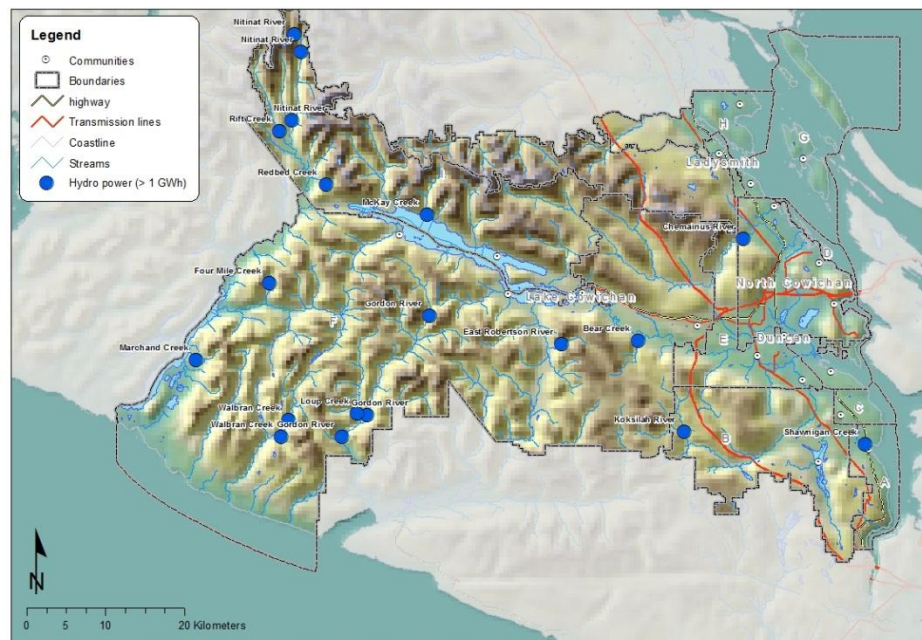 Legend
Communities
Boundaries
highway
Transmission lines
Coastline
Streams
Hydro power (> 1 GWh)
Nitinat River
Nitinat River
Nitinat River
Rift Creek
Redbed Creek
McKay Creek
H
G
Ladysmith
Chemainus River
D
Four Mile Creek
North Cowichan
Lake Cowichan
Gordon River
F
East Robertson River
Bear Creek
E
Duncan
Marchand Creek
Loup Creek
Gordon River
Walbran Creek
Walbran Creek
Gordon River
Koksilah River
B
C
Shawnigan Creek
A
N
0 5 10 20 Kilometers